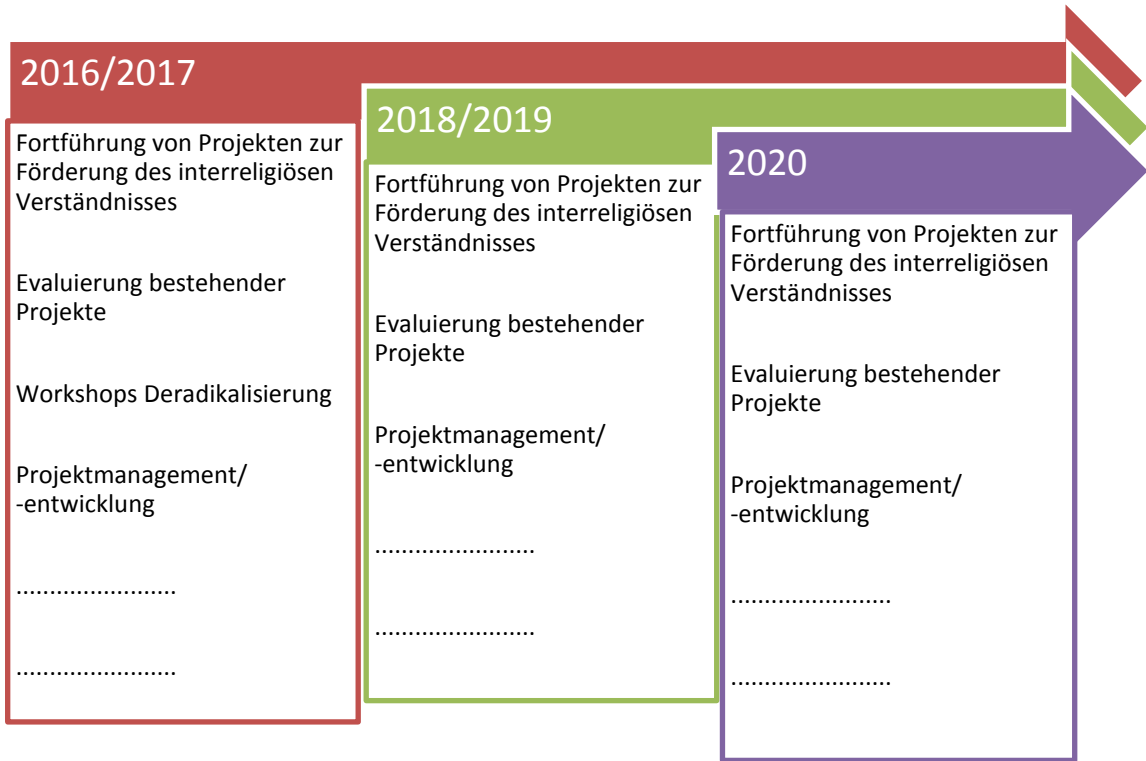 2016/2017
Fortführung von Projekten zur
Förderung des interreligiösen
Verständnisses
Evaluierung bestehender
Projekte
Workshops Deradikalisierung
Projektmanagement/
-entwicklung
........................
........................
2018/2019
Fortführung von Projekten zur
Förderung des interreligiösen
Verständnisses
Evaluierung bestehender
Projekte
Projektmanagement/
-entwicklung
........................
........................
2020
Fortführung von Projekten zur
Förderung des interreligiösen
Verständnisses
Evaluierung bestehender
Projekte
Projektmanagement/
-entwicklung
........................
........................